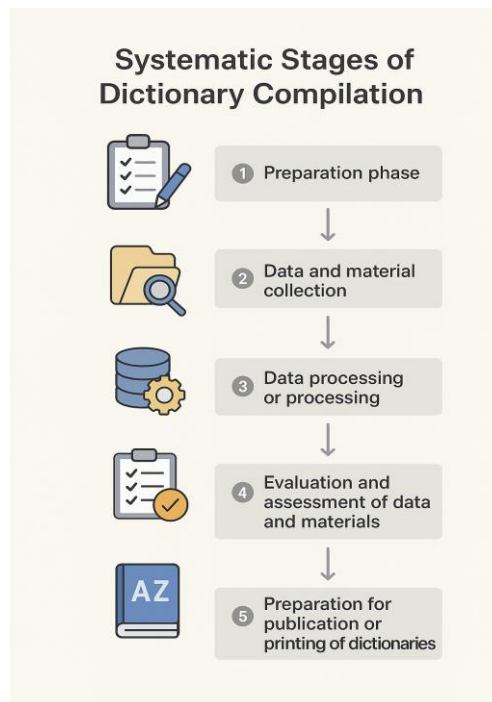 Systematic Stages of
Dictionary Compilation
1 Preparation phase
2 Data and material
collection
3 Data processing
or processing
4 Evaluation and
assessment of data
and materials
AZ
5 Preparation for
publication or
printing of dictionaries